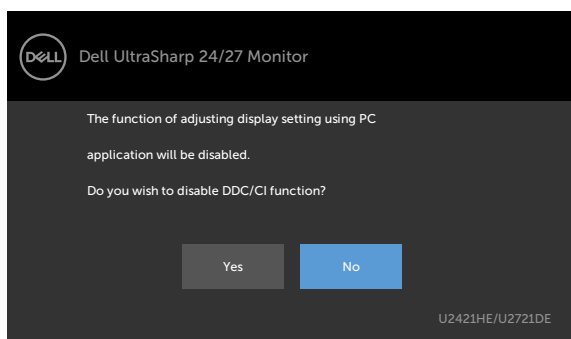 DELL
Dell UltraSharp 24/27 Monitor
The function of adjusting display setting using PC
application will be disabled.
Do you wish to disable DDC/CI function?
Yes No
U2421HE/U2721DE